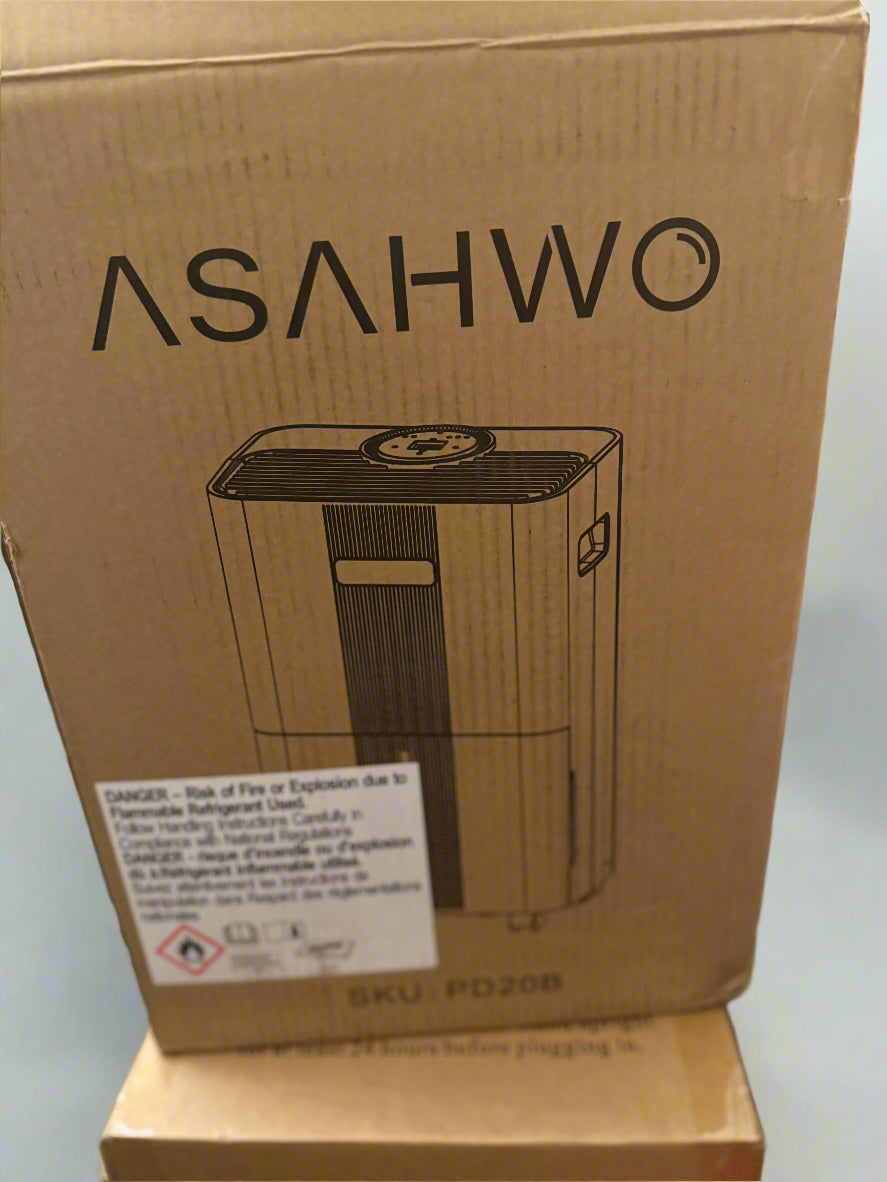 ASAHWO
DANGER – Risk of Fire or Explosion due to
Flammable Refrigerant Used.
Follow Handling Instructions Carefully in
Compliance with National Regulations
DANGER - risque d'incendie ou d'explosion
dû à Réfrigérant inflammable utilisé.
Suivez attentivement les instructions de
manipulation dans Respect des réglementations
nationales
SKU: PD20B
24 hours before plugging in.